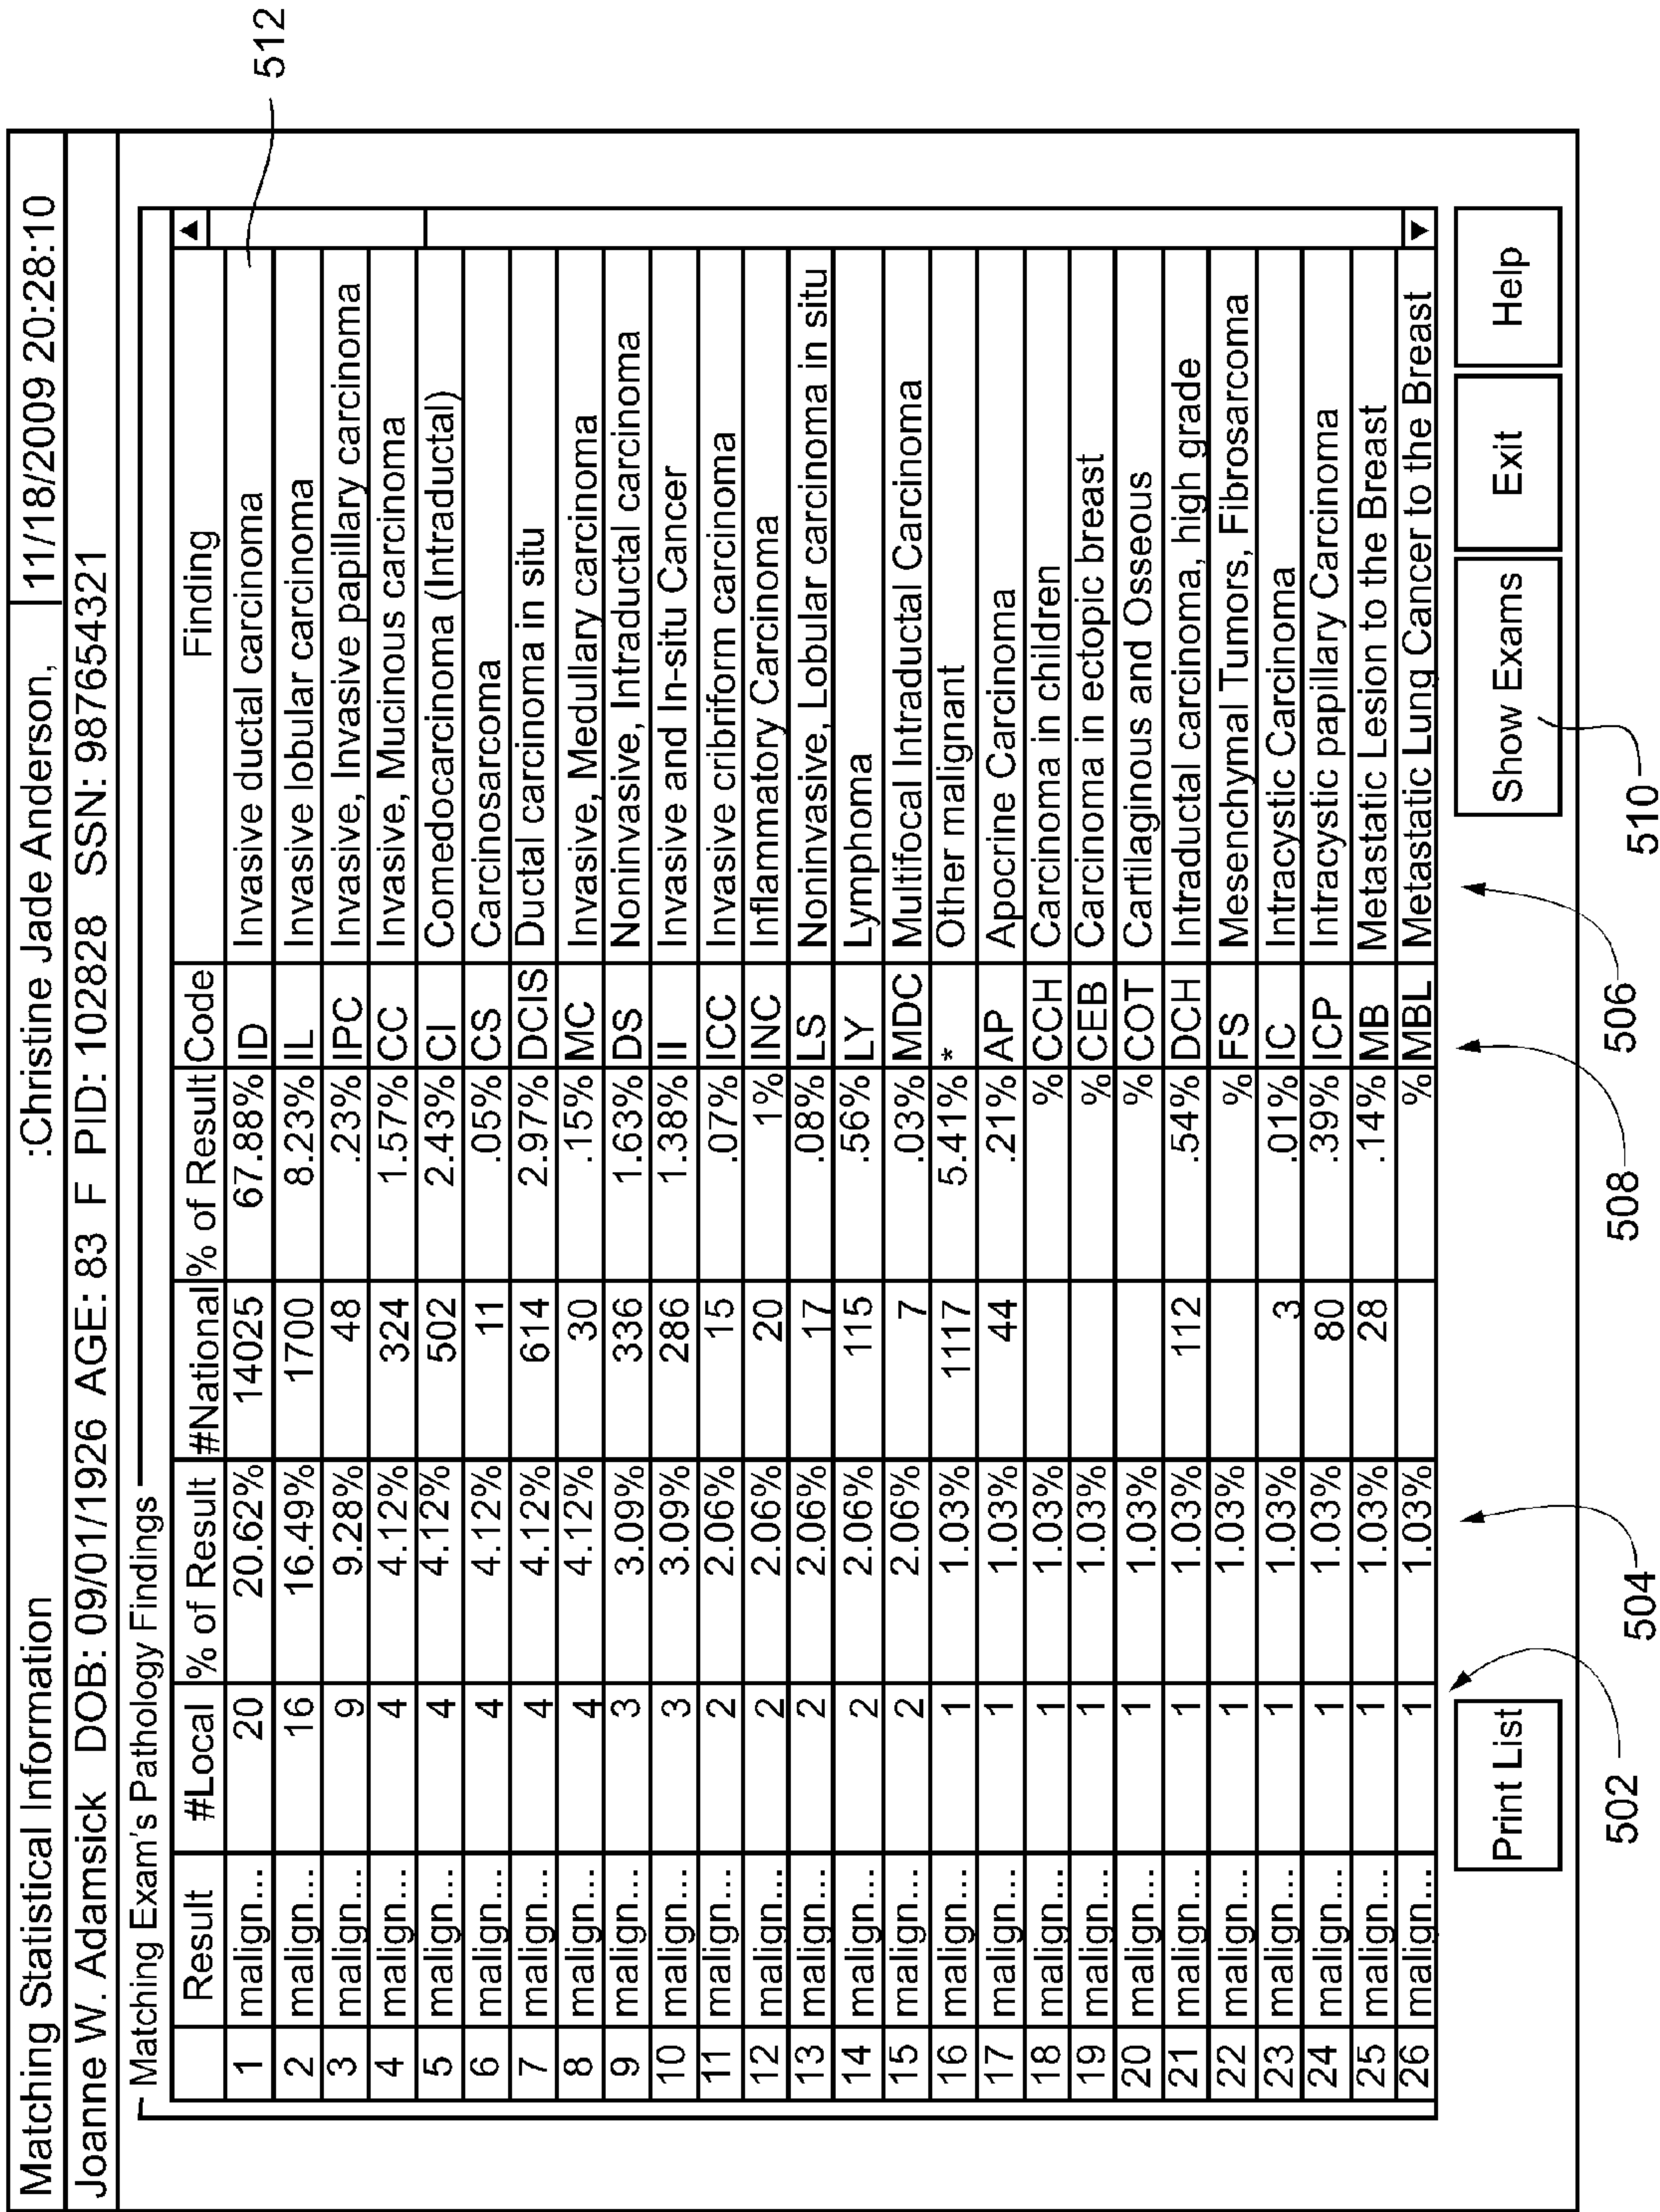 Matching Statistical Information :Christine Jade Anderson, 11/18/2009 20:28:10
Joanne W. Adamsick DOB: 09/01/1926 AGE: 83 F PID: 102828 SSN: 987654321
Matching Exam's Pathology Findings
Result #Local % of Result #National % of Result Code Finding
1 malign... 20 20.62% 14025 67.88% ID Invasive ductal carcinoma
2 malign... 16 16.49% 1700 8.23% IL Invasive lobular carcinoma
3 malign... 9 9.28% 48 .23% IPC Invasive, Invasive papillary carcinoma
4 malign... 4 4.12% 324 1.57% CC Invasive, Mucinous carcinoma
5 malign... 4 4.12% 502 2.43% CI Comedocarcinoma (Intraductal)
6 malign... 4 4.12% 11 .05% CS Carcinosarcoma
7 malign... 4 4.12% 614 2.97% DCIS Ductal carcinoma in situ
8 malign... 4 4.12% 30 .15% MC Invasive, Medullary carcinoma
9 malign... 3 3.09% 336 1.63% DS Noninvasive, Intraductal carcinoma
10 malign... 3 3.09% 286 1.38% II Invasive and In-situ Cancer
11 malign... 2 2.06% 15 .07% ICC Invasive cribriform carcinoma
12 malign... 2 2.06% 20 1% INC Inflammatory Carcinoma
13 malign... 2 2.06% 17 .08% LS Noninvasive, Lobular carcinoma in situ
14 malign... 2 2.06% 115 .56% LY Lymphoma
15 malign... 2 2.06% 7 .03% MDC Multifocal Intraductal Carcinoma
16 malign... 1 1.03% 1117 5.41% * Other malignant
17 malign... 1 1.03% 44 .21% AP Apocrine Carcinoma
18 malign... 1 1.03% % CCH Carcinoma in children
19 malign... 1 1.03% % CEB Carcinoma in ectopic breast
20 malign... 1 1.03% % COT Cartilaginous and Osseous
21 malign... 1 1.03% 112 .54% DCH Intraductal carcinoma, high grade
22 malign... 1 1.03% % FS Mesenchymal Tumors, Fibrosarcoma
23 malign... 1 1.03% 3 .01% IC Intracystic Carcinoma
24 malign... 1 1.03% 80 .39% ICP Intracystic papillary Carcinoma
25 malign... 1 1.03% 28 .14% MB Metastatic Lesion to the Breast
26 malign... 1 1.03% % MBL Metastatic Lung Cancer to the Breast
Print List Show Exams Exit Help
502 504 508 506 510 512